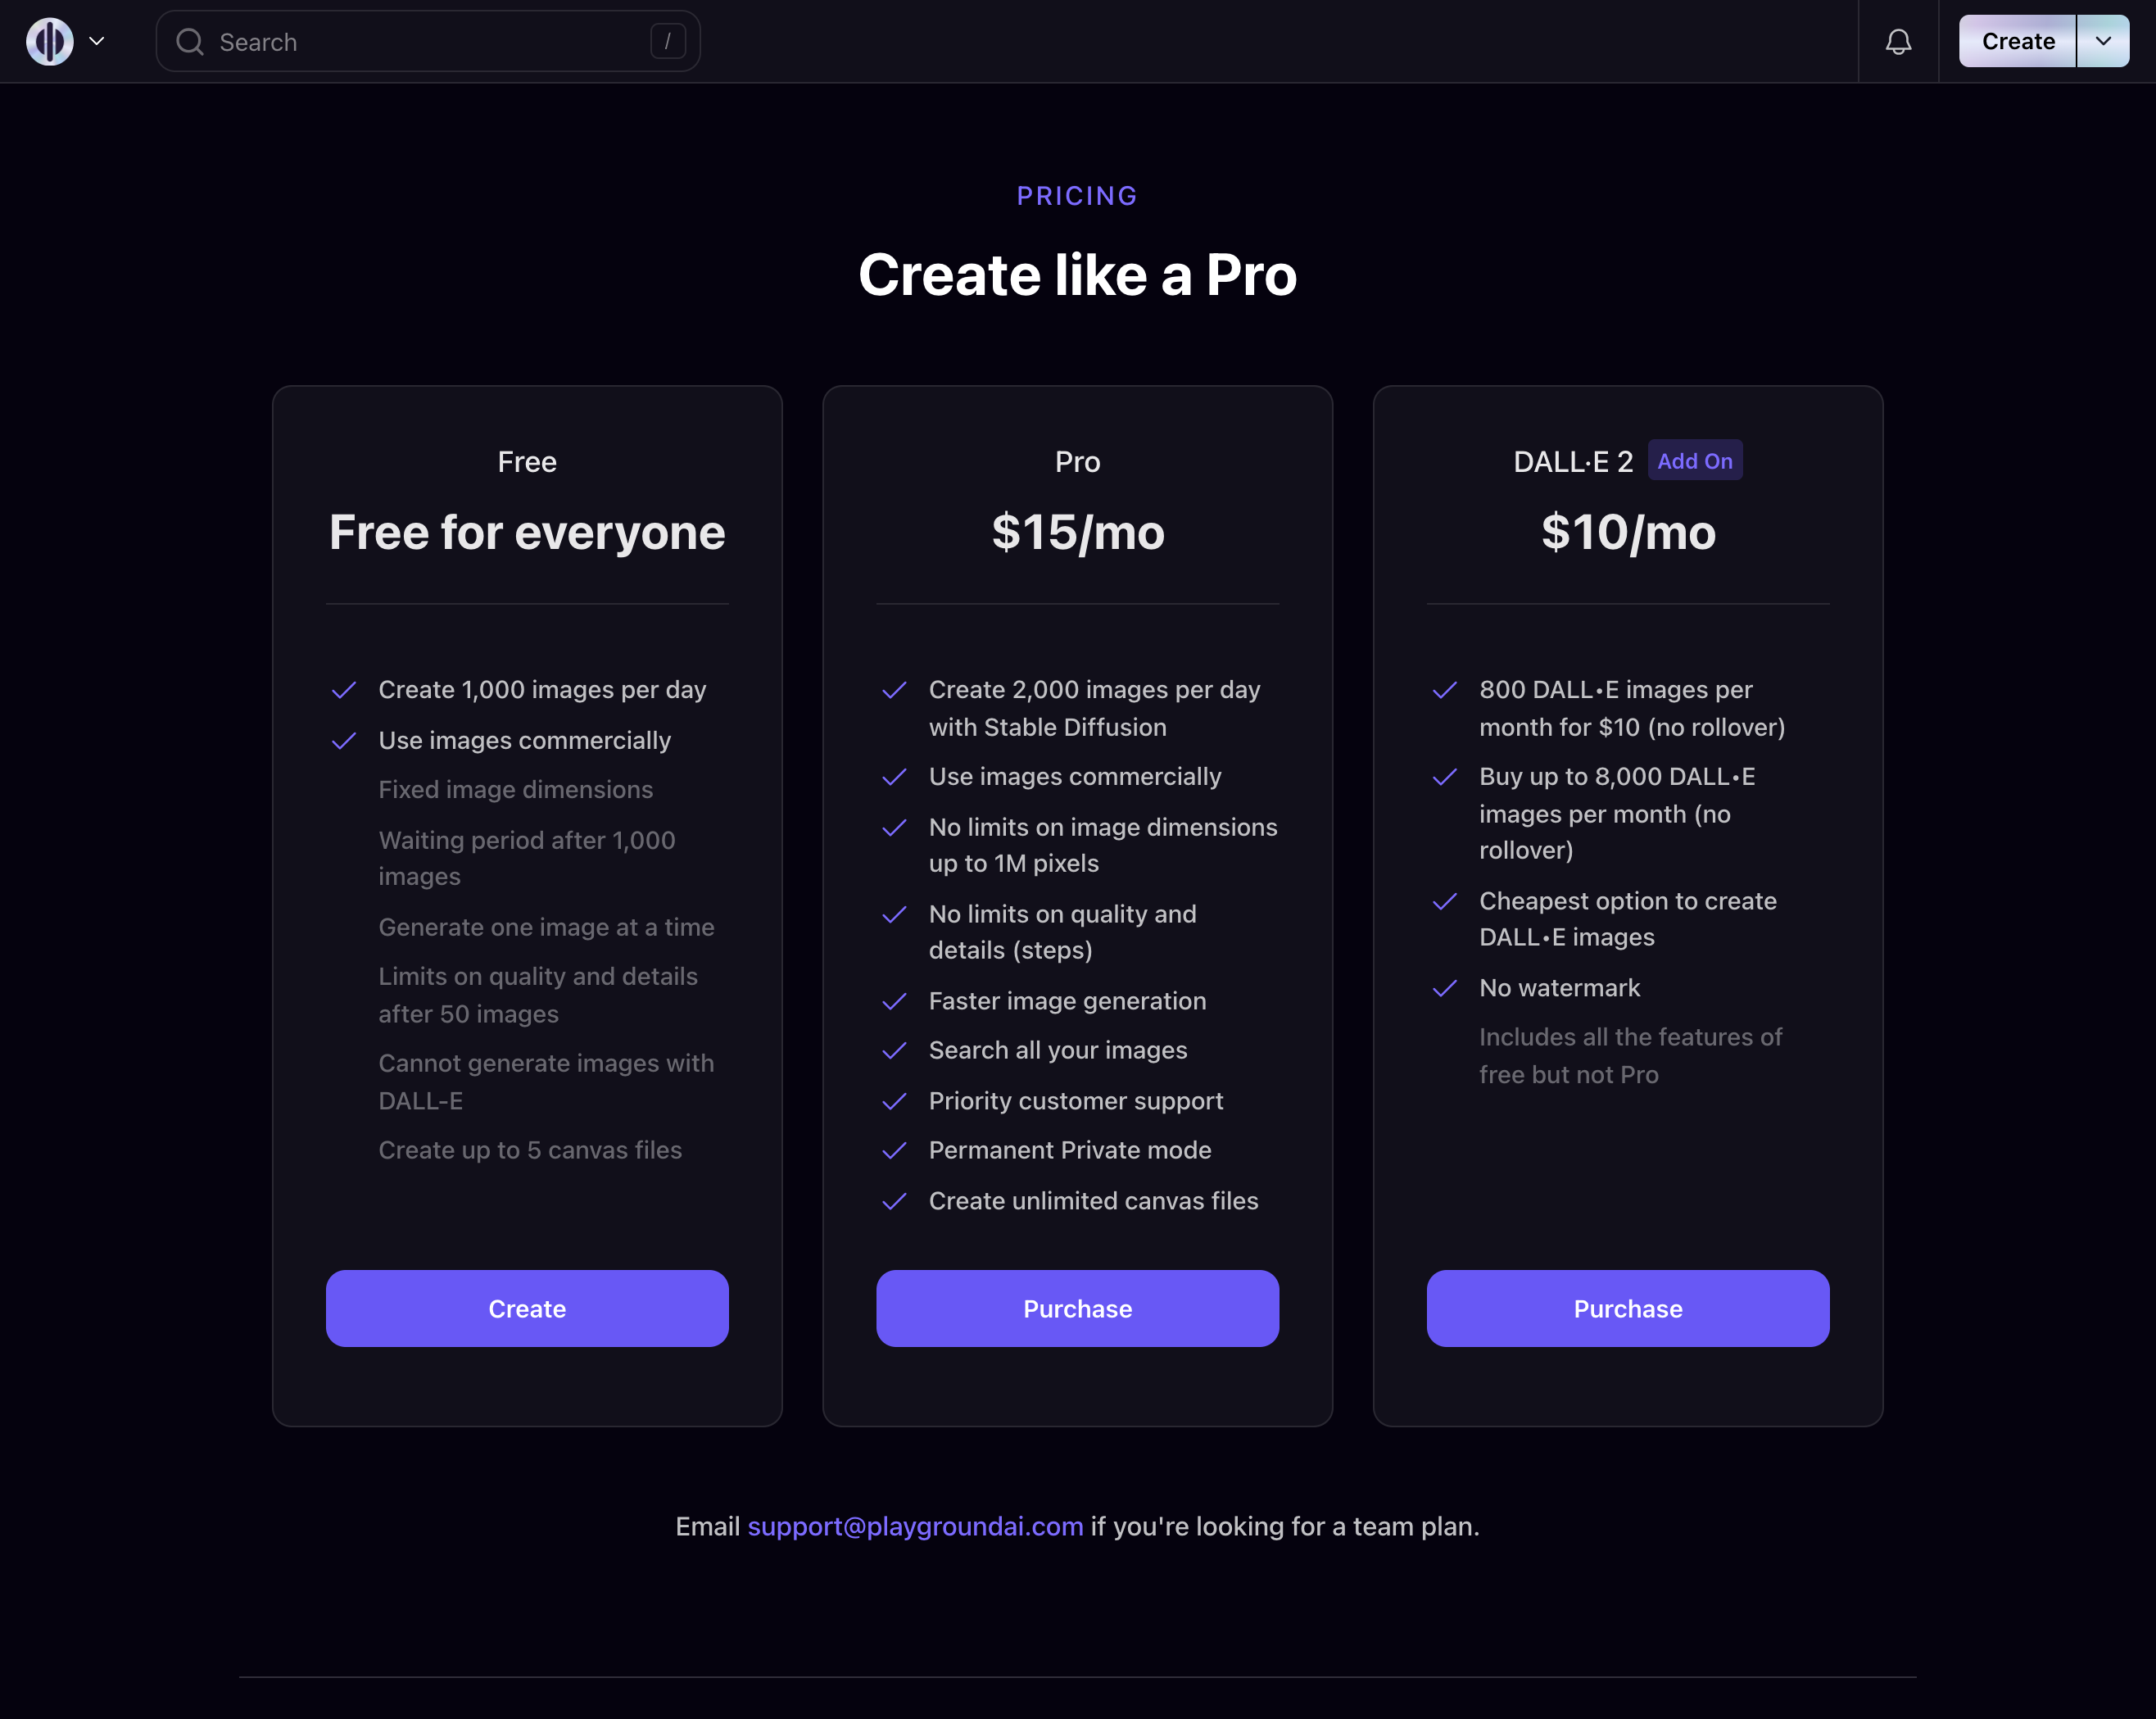 Search
/
Create
PRICING
Create like a Pro
Free
Free for everyone
Create 1,000 images per day
Use images commercially
Fixed image dimensions
Waiting period after 1,000
images
Generate one image at a time
Limits on quality and details
after 50 images
Cannot generate images with
DALL-E
Create up to 5 canvas files
Create
Pro
$15/mo
Create 2,000 images per day
with Stable Diffusion
Use images commercially
No limits on image dimensions
up to 1M pixels
No limits on quality and
details (steps)
Faster image generation
Search all your images
Priority customer support
Permanent Private mode
Create unlimited canvas files
Purchase
DALL·E 2 Add On
$10/mo
800 DALL•E images per
month for $10 (no rollover)
Buy up to 8,000 DALL•E
images per month (no
rollover)
Cheapest option to create
DALL•E images
No watermark
Includes all the features of
free but not Pro
Purchase
Email support@playgroundai.com if you're looking for a team plan.